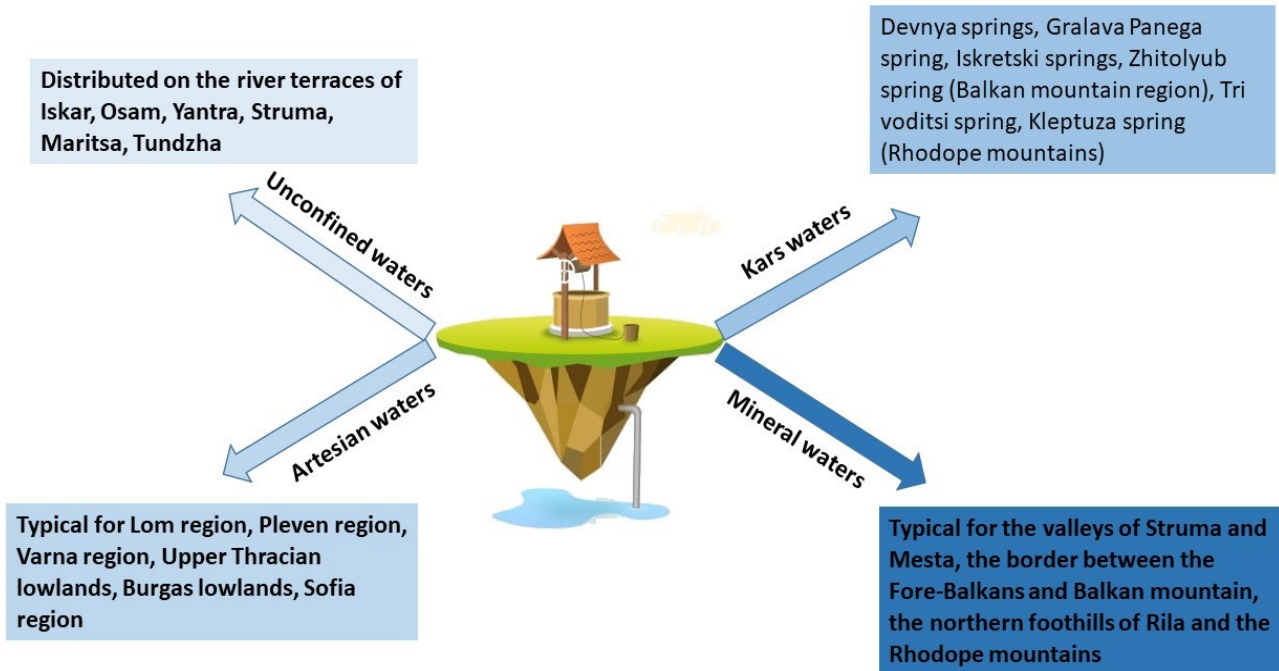 Distributed on the river terraces of
Iskar, Osam, Yantra, Struma,
Maritsa, Tundzha
Devnya springs, Gralava Panega
spring, Iskretski springs, Zhitolyub
spring (Balkan mountain region), Tri
voditsi spring, Kleptuza spring
(Rhodope mountains)
Unconfined waters
Kars waters
Artesian waters
Mineral waters
Typical for Lom region, Pleven region,
Varna region, Upper Thracian
lowlands, Burgas lowlands, Sofia
region
Typical for the valleys of Struma and
Mesta, the border between the
Fore-Balkans and Balkan mountain,
the northern foothills of Rila and the
Rhodope mountains